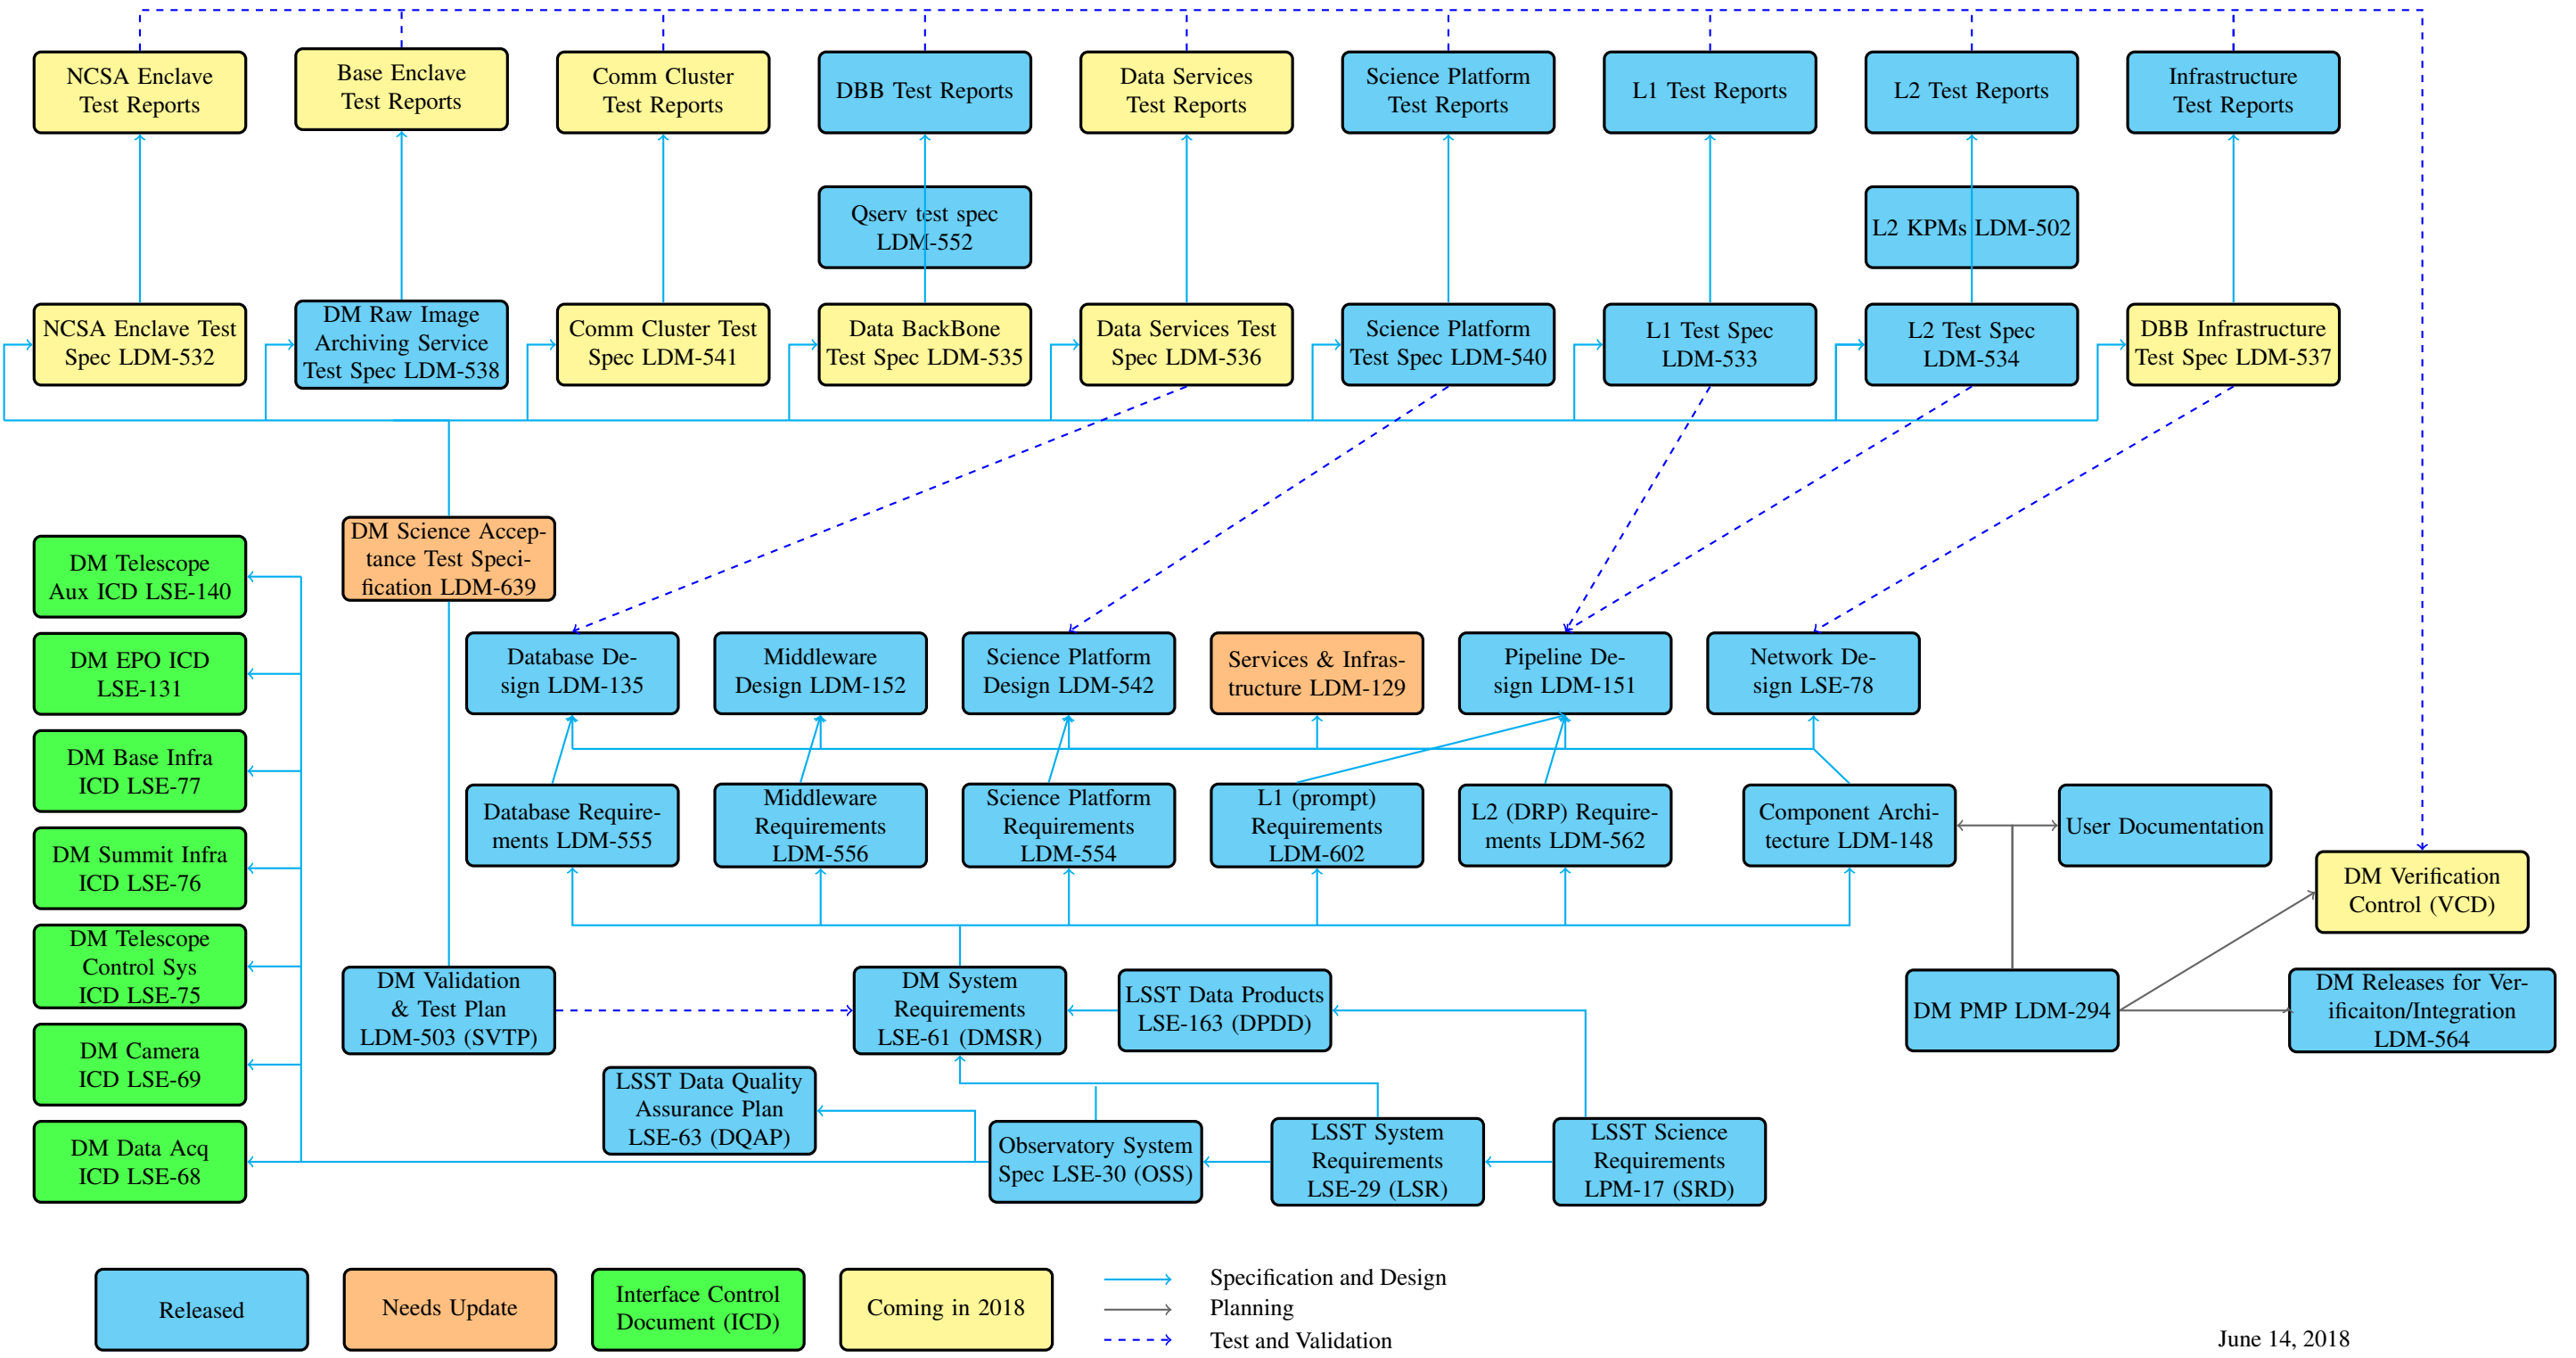 NCSA Enclave
Test Reports
Base Enclave
Test Reports
Comm Cluster
Test Reports
DBB Test Reports
Data Services
Test Reports
Science Platform
Test Reports
L1 Test Reports
L2 Test Reports
Infrastructure
Test Reports
Qserv test spec
LDM-552
L2 KPMs LDM-502
NCSA Enclave Test
Spec LDM-532
DM Raw Image
Archiving Service
Test Spec LDM-538
Comm Cluster Test
Spec LDM-541
Data BackBone
Test Spec LDM-535
Data Services Test
Spec LDM-536
Science Platform
Test Spec LDM-540
L1 Test Spec
LDM-533
L2 Test Spec
LDM-534
DBB Infrastructure
Test Spec LDM-537
DM Science Accep-
tance Test Speci-
fication LDM-639
DM Telescope
Aux ICD LSE-140
DM EPO ICD
LSE-131
DM Base Infra
ICD LSE-77
DM Summit Infra
ICD LSE-76
DM Telescope
Control Sys
ICD LSE-75
DM Camera
ICD LSE-69
DM Data Acq
ICD LSE-68
Database De-
sign LDM-135
Middleware
Design LDM-152
Science Platform
Design LDM-542
Services & Infras-
tructure LDM-129
Pipeline De-
sign LDM-151
Network De-
sign LSE-78
Database Require-
ments LDM-555
Middleware
Requirements
LDM-556
Science Platform
Requirements
LDM-554
L1 (prompt)
Requirements
LDM-602
L2 (DRP) Require-
ments LDM-562
Component Archi-
tecture LDM-148
User Documentation
DM Verification
Control (VCD)
DM Validation
& Test Plan
LDM-503 (SVTP)
DM System
Requirements
LSE-61 (DMSR)
LSST Data Products
LSE-163 (DPDD)
DM PMP LDM-294
DM Releases for Ver-
ificaiton/Integration
LDM-564
LSST Data Quality
Assurance Plan
LSE-63 (DQAP)
Observatory System
Spec LSE-30 (OSS)
LSST System
Requirements
LSE-29 (LSR)
LSST Science
Requirements
LPM-17 (SRD)
Released
Needs Update
Interface Control
Document (ICD)
Coming in 2018
Specification and Design
Planning
Test and Validation
June 14, 2018